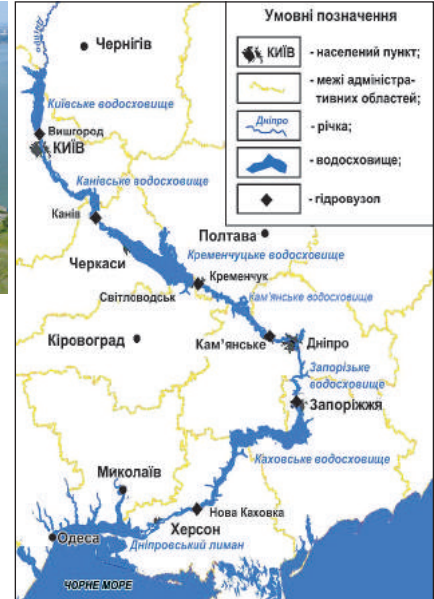 Умовні позначення
КИЇВ - населений пункт;
- межі адміністра-
тивних областей;
Дніпро - річка;
- водосховище;
- гідровузол
Чернігів
Київське водосховище
Вишгород
КИЇВ
Канівське водосховище
Канів
Полтава
Черкаси
Кременчуцьке водосховище
Кременчук
Світловодськ
Кам'янське водосховище
Кіровоград
Кам'янське
Дніпро
Запорізьке
водосховище
Запоріжжя
Каховське водосховище
Миколаїв
Нова Каховка
Херсон
Одеса
Дніпровський лиман
ЧОРНЕ МОРЕ